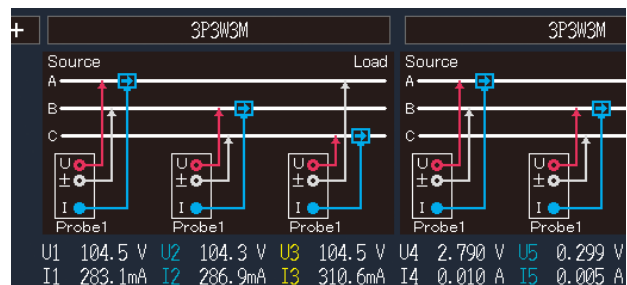 + 3P3W3M 3P3W3M
Source Load Source
A A
B B
C C
U U U U U
± ± ± ± ±
I I I I I
Probe1 Probe1 Probe1 Probe1 Probe1
U1 104.5 V U2 104.3 V U3 104.5 V U4 2.790 V U5 0.299 V
I1 283.1mA I2 286.9mA I3 310.6mA I4 0.010 A I5 0.005 A